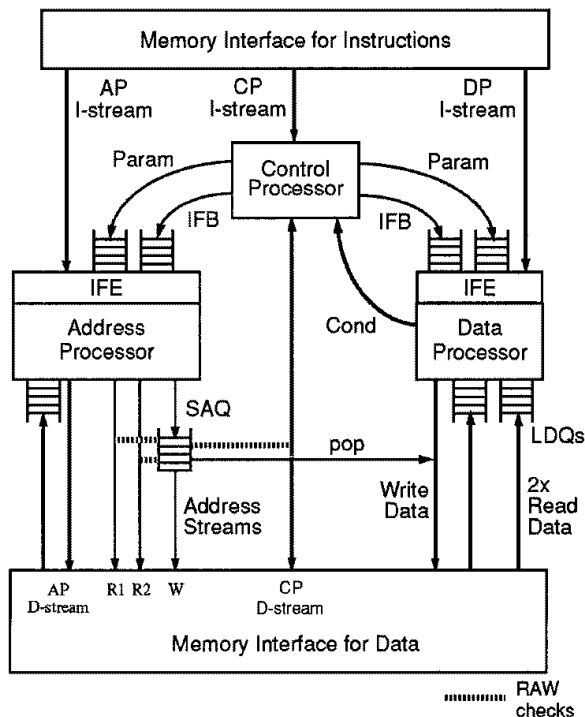 Memory Interface for Instructions
AP
I-stream
CP
I-stream
DP
I-stream
Param
Control
Processor
Param
IFB
IFB
IFE
Address
Processor
Cond
IFE
Data
Processor
SAQ
LDQs
pop
Address
Streams
Write
Data
2x
Read
Data
AP
D-stream
R1
R2
W
CP
D-stream
Memory Interface for Data
RAW
checks